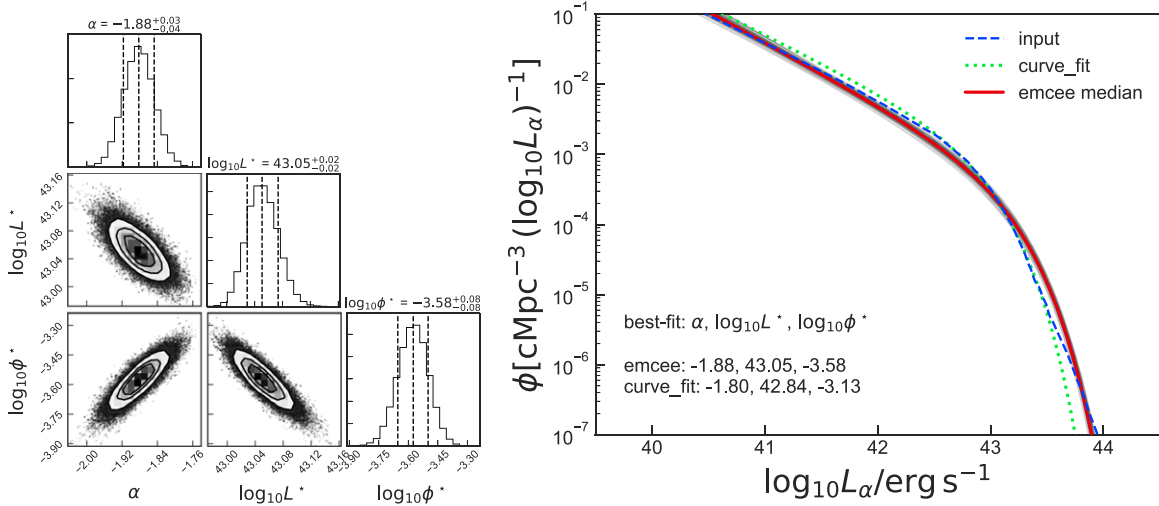 α = −1.88 +0.03 −0.04
log10L⋆ = 43.05 +0.02 −0.02
log10ϕ⋆ = −3.58 +0.08 −0.08
log10L⋆
43.16
43.12
43.08
43.04
43.00
log10ϕ⋆
−3.30
−3.45
−3.60
−3.75
−3.90
−2.00
−1.92
−1.84
−1.76
43.00
43.04
43.08
43.12
43.16
−3.90
−3.75
−3.60
−3.45
−3.30
α
log10L⋆
log10ϕ⋆
ϕ[cMpc−3 (log10Lα)−1]
10−1
10−2
10−3
10−4
10−5
10−6
10−7
input
curve_fit
emcee median
best-fit: α, log10L⋆, log10ϕ⋆
emcee: -1.88, 43.05, -3.58
curve_fit: -1.80, 42.84, -3.13
40
41
42
43
44
log10Lα/erg s−1